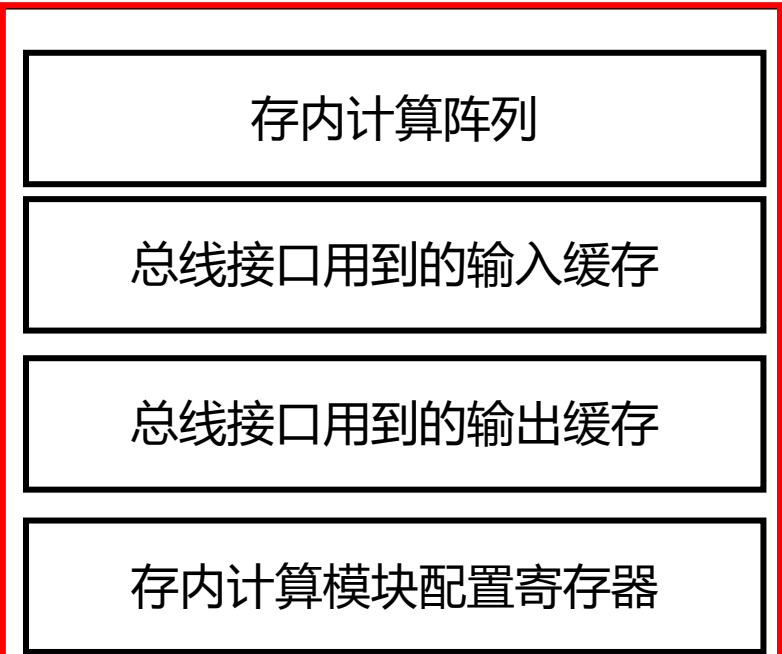 存内计算阵列
总线接口用到的输入缓存
总线接口用到的输出缓存
存内计算模块配置寄存器